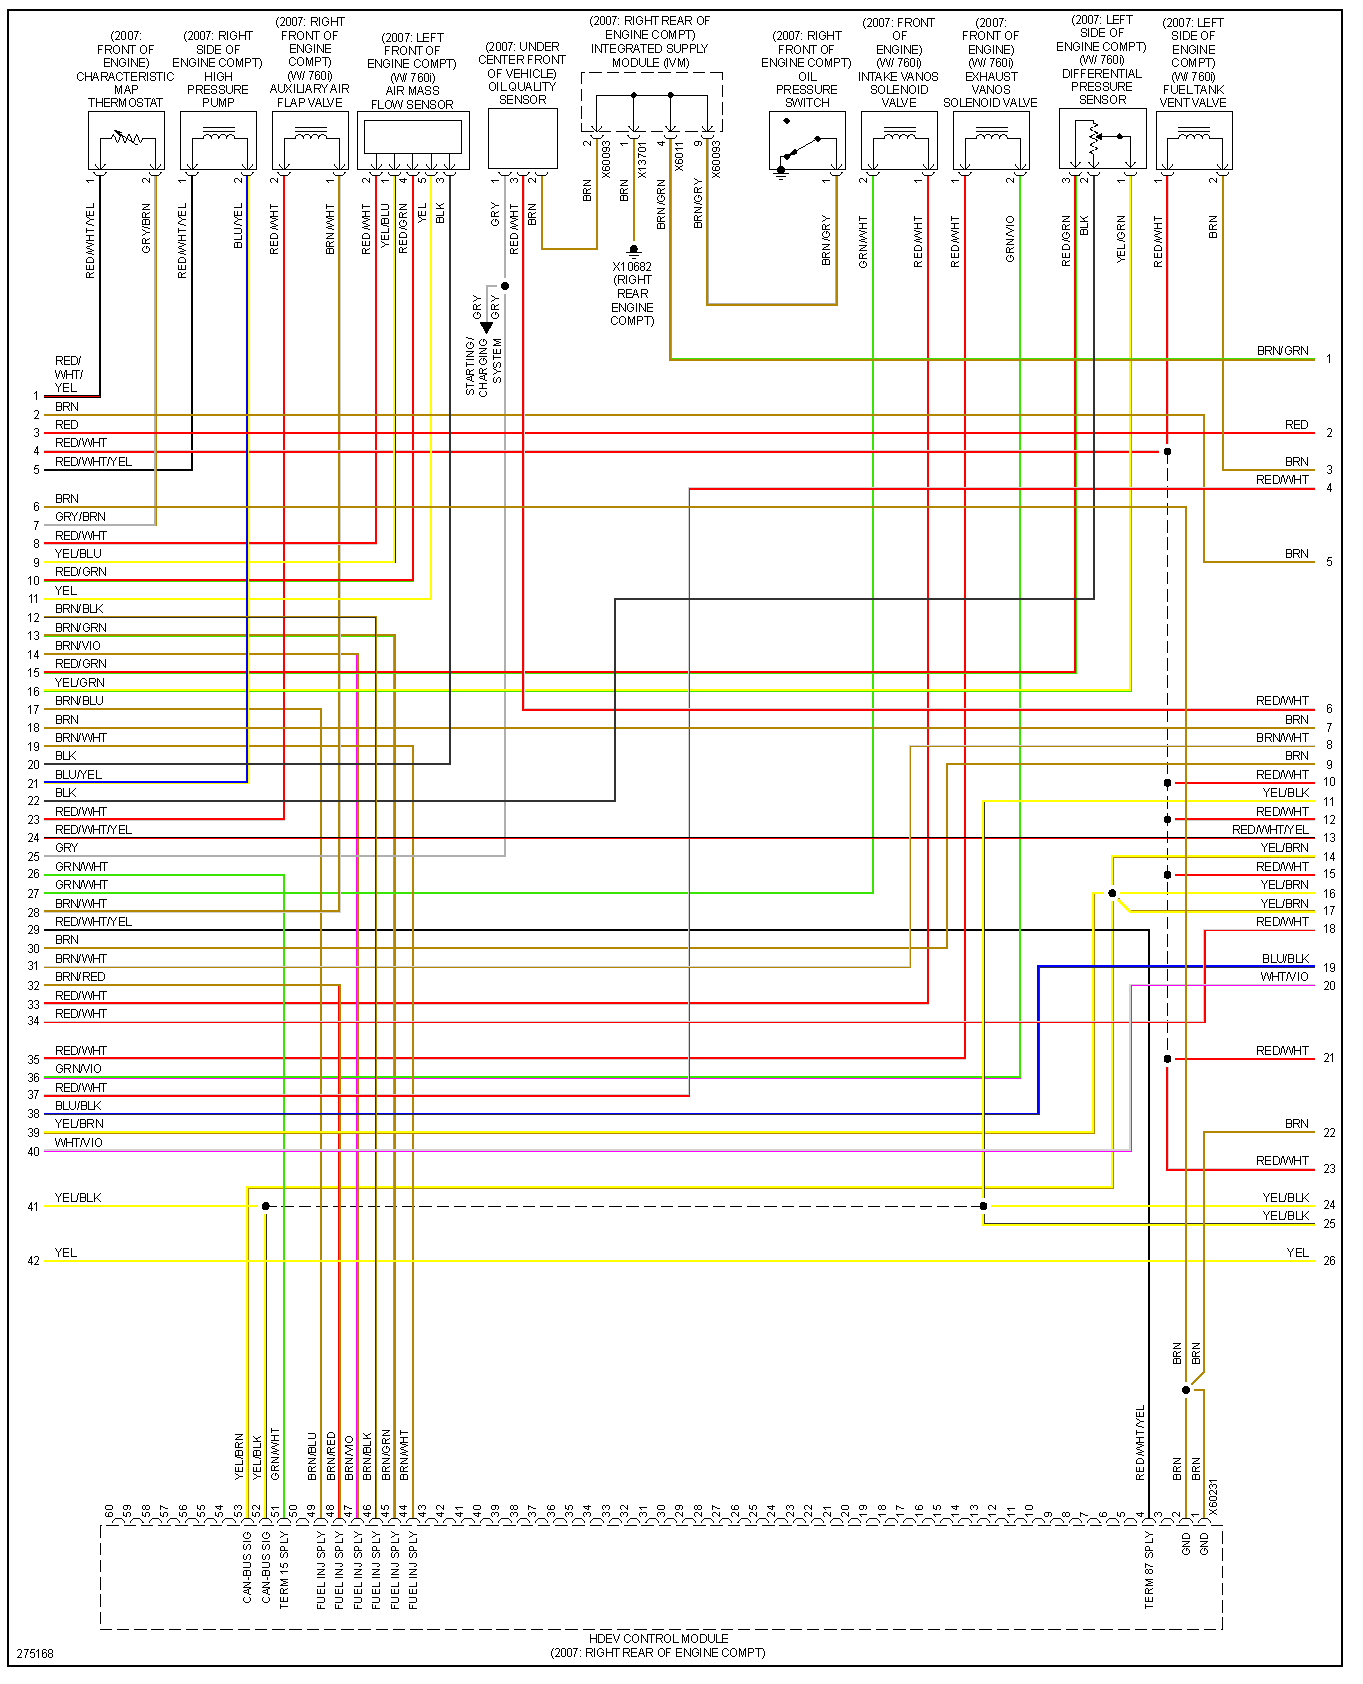 (2007:
FRONT OF
ENGINE)
CHARACTERISTIC
MAP
THERMOSTAT
(2007: RIGHT
SIDE OF
ENGINE COMPT)
HIGH
PRESSURE
PUMP
(2007: RIGHT
FRONT OF
ENGINE
COMPT)
(W/ 760i)
AUXILIARY AIR
FLAP VALVE
(2007: LEFT
FRONT OF
ENGINE COMPT)
(W/ 760i)
AIR MASS
FLOW SENSOR
(2007: UNDER
CENTER FRONT
OF VEHICLE)
OIL QUALITY
SENSOR
(2007: RIGHT REAR OF
ENGINE COMPT)
INTEGRATED SUPPLY
MODULE (IVM)
(2007: RIGHT
FRONT OF
ENGINE COMPT)
OIL
PRESSURE
SWITCH
(2007: FRONT
OF
ENGINE)
(W/ 760i)
INTAKE VANOS
SOLENOID
VALVE
(2007:
FRONT OF
ENGINE)
(W/ 760i)
EXHAUST
VANOS
SOLENOID VALVE
(2007: LEFT
SIDE OF
ENGINE COMPT)
(W/ 760i)
DIFFERENTIAL
PRESSURE
SENSOR
(2007: LEFT
SIDE OF
ENGINE
COMPT)
(W/ 760i)
FUEL TANK
VENT VALVE
1
2
1
2
2
1
2
1
4
5
3
1
3
2
2
X60093
1
X13701
4
X6011
9
X60093
1
2
1
1
2
3
2
1
1
2
RED/WHT/YEL
GRY/BRN
RED/WHT/YEL
BLU/YEL
RED/WHT
BRN/WHT
RED/WHT
YEL/BLU
RED/GRN
YEL
BLK
GRY
RED/WHT
BRN
BRN
BRN
BRN/GRN
BRN/GRY
BRN/GRY
GRN/WHT
RED/WHT
RED/WHT
GRN/VIO
RED/GRN
BLK
YEL/GRN
RED/WHT
BRN
X10682
(RIGHT
REAR
ENGINE
COMPT)
GRY
GRY
STARTING/
CHARGING
SYSTEM
RED/
WHT/
YEL
1
BRN
2
RED
3
RED/WHT
4
RED/WHT/YEL
5
BRN
6
GRY/BRN
7
RED/WHT
8
YEL/BLU
9
RED/GRN
10
YEL
11
BRN/BLK
12
BRN/GRN
13
BRN/VIO
14
RED/GRN
15
YEL/GRN
16
BRN/BLU
17
BRN
18
BRN/WHT
19
BLK
20
BLU/YEL
21
BLK
22
RED/WHT
23
RED/WHT/YEL
24
GRY
25
GRN/WHT
26
GRN/WHT
27
BRN/WHT
28
RED/WHT/YEL
29
BRN
30
BRN/WHT
31
BRN/RED
32
RED/WHT
33
RED/WHT
34
RED/WHT
35
GRN/VIO
36
RED/WHT
37
BLU/BLK
38
YEL/BRN
39
WHT/VIO
40
YEL/BLK
41
YEL
42
BRN/GRN 1
RED 2
BRN 3
RED/WHT 4
BRN 5
RED/WHT 6
BRN 7
BRN/WHT 8
BRN 9
RED/WHT 10
YEL/BLK 11
RED/WHT 12
RED/WHT/YEL 13
YEL/BRN 14
RED/WHT 15
YEL/BRN 16
YEL/BRN 17
RED/WHT 18
BLU/BLK 19
WHT/VIO 20
RED/WHT 21
BRN 22
RED/WHT 23
YEL/BLK 24
YEL/BLK 25
YEL 26
BRN
BRN
YEL/BRN
YEL/BLK
GRN/WHT
BRN/BLU
BRN/RED
BRN/VIO
BRN/BLK
BRN/GRN
BRN/WHT
RED/WHT/YEL
BRN
BRN
60 59 58 57 56 55 54 53 52 51 50 49 48 47 46 45 44 43 42 41 40 39 38 37 36 35 34 33 32 31 30 29 28 27 26 25 24 23 22 21 20 19 18 17 16 15 14 13 12 11 10 9 8 7 6 5 4 3 2 1
X60231
CAN-BUS SIG
CAN-BUS SIG
TERM 15 SPLY
FUEL INJ SPLY
FUEL INJ SPLY
FUEL INJ SPLY
FUEL INJ SPLY
FUEL INJ SPLY
FUEL INJ SPLY
TERM 87 SPLY
GND
GND
HDEV CONTROL MODULE
(2007: RIGHT REAR OF ENGINE COMPT)
275168